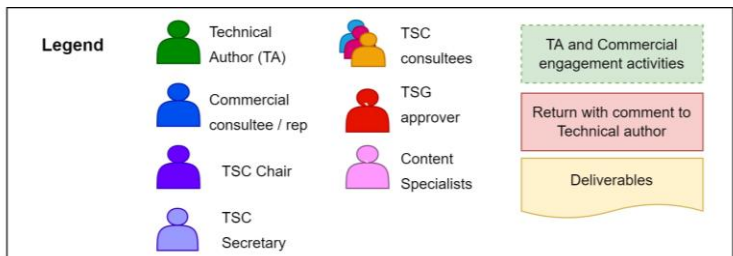 Legend
Technical
Author (TA)
Commercial
consultee / rep
TSC Chair
TSC
Secretary
TSC
consultees
TSG
approver
Content
Specialists
TA and Commercial
engagement activities
Return with comment to
Technical author
Deliverables